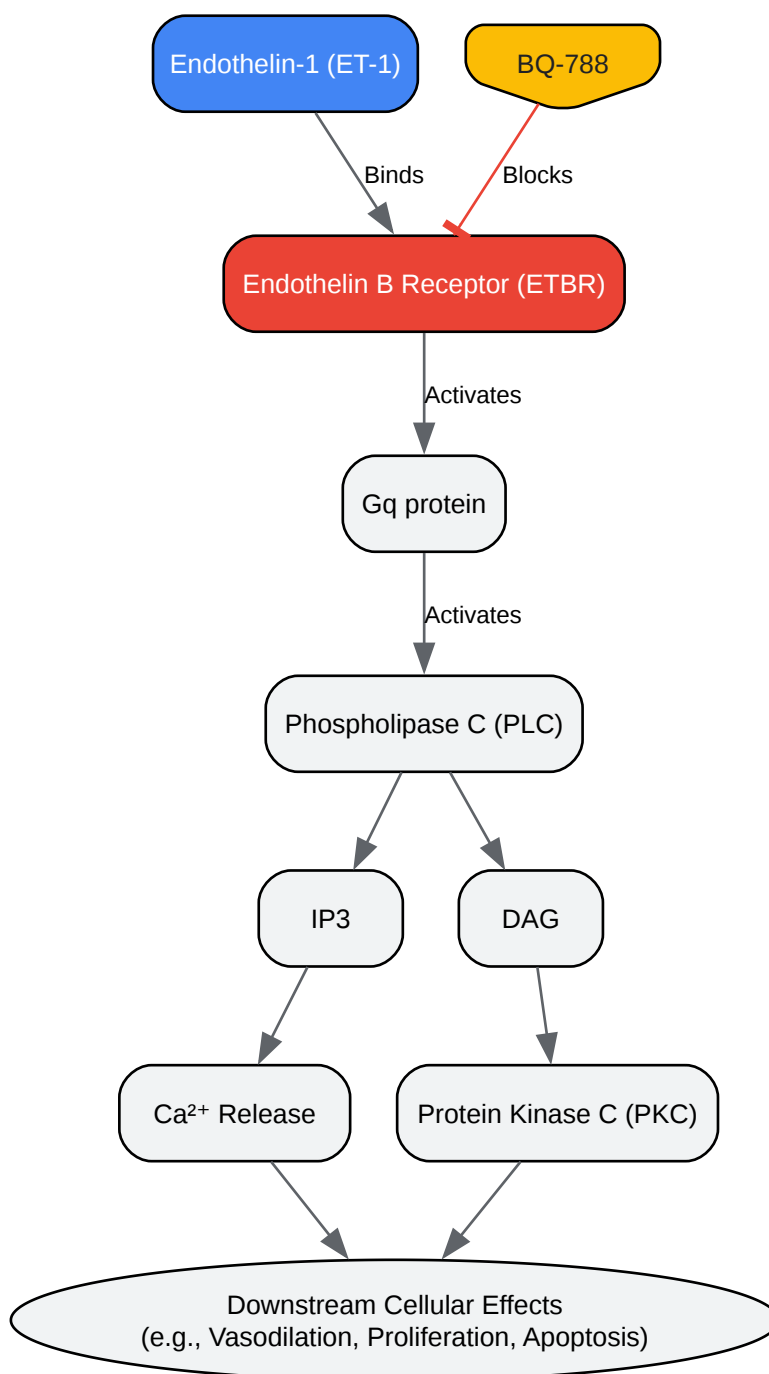 Endothelin-1 (ET-1)
BQ-788
Binds
Blocks
Endothelin B Receptor (ETBR)
Activates
Gq protein
Activates
Phospholipase C (PLC)
IP3
DAG
Ca²⁺ Release
Protein Kinase C (PKC)
Downstream Cellular Effects
(e.g., Vasodilation, Proliferation, Apoptosis)